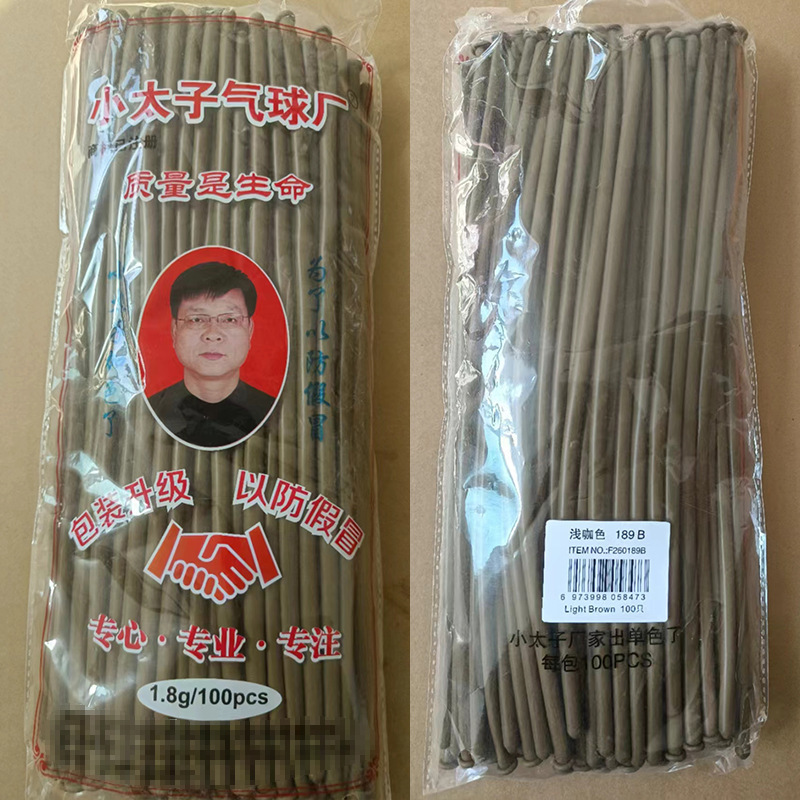 小太子气球厂
质量是生命
为了以防假冒
包装升级 以防假冒
专心·专业·专注
1.8g/100pcs
浅咖色 189B
ITEM NO.:F260189B
6 973998 058473
Light Brown 100只
小太子厂家出单色了
每包100PCS